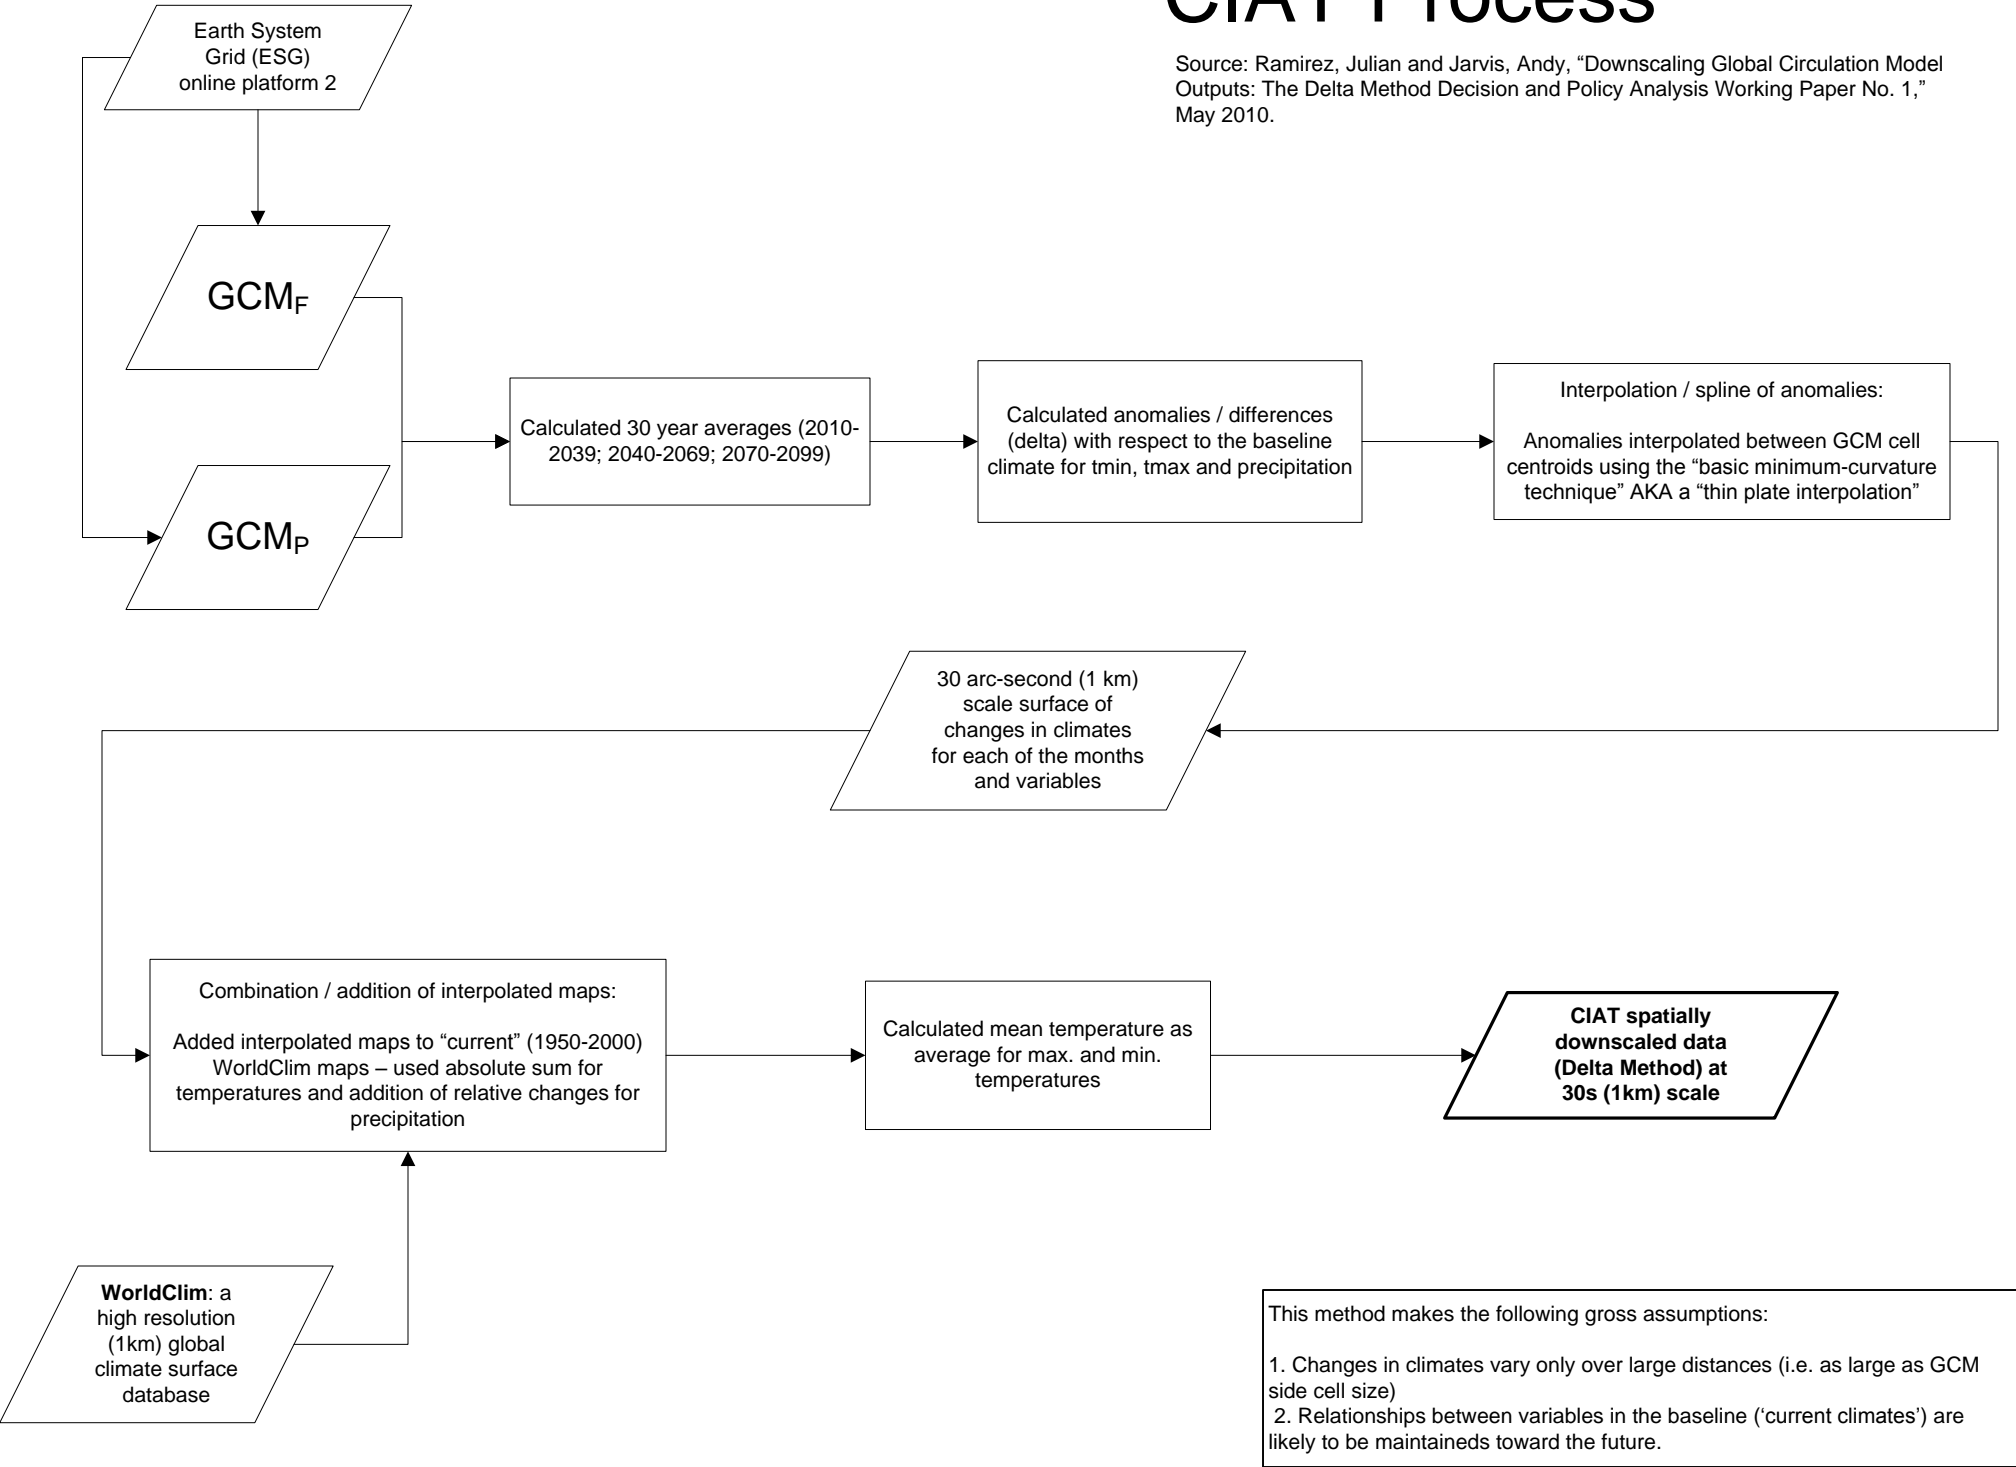 CIAT Process
Source: Ramirez, Julian and Jarvis, Andy, “Downscaling Global Circulation Model
Outputs: The Delta Method Decision and Policy Analysis Working Paper No. 1,”
May 2010.
Earth System
Grid (ESG)
online platform 2
GCMF
GCMP
Calculated 30 year averages (2010-
2039; 2040-2069; 2070-2099)
Calculated anomalies / differences
(delta) with respect to the baseline
climate for tmin, tmax and precipitation
Interpolation / spline of anomalies:
Anomalies interpolated between GCM cell
centroids using the “basic minimum-curvature
technique” AKA a “thin plate interpolation”
30 arc-second (1 km)
scale surface of
changes in climates
for each of the months
and variables
Combination / addition of interpolated maps:
Added interpolated maps to “current” (1950-2000)
WorldClim maps – used absolute sum for
temperatures and addition of relative changes for
precipitation
Calculated mean temperature as
average for max. and min.
temperatures
CIAT spatially
downscaled data
(Delta Method) at
30s (1km) scale
WorldClim: a
high resolution
(1km) global
climate surface
database
This method makes the following gross assumptions:
1. Changes in climates vary only over large distances (i.e. as large as GCM
side cell size)
2. Relationships between variables in the baseline (‘current climates’) are
likely to be maintaineds toward the future.